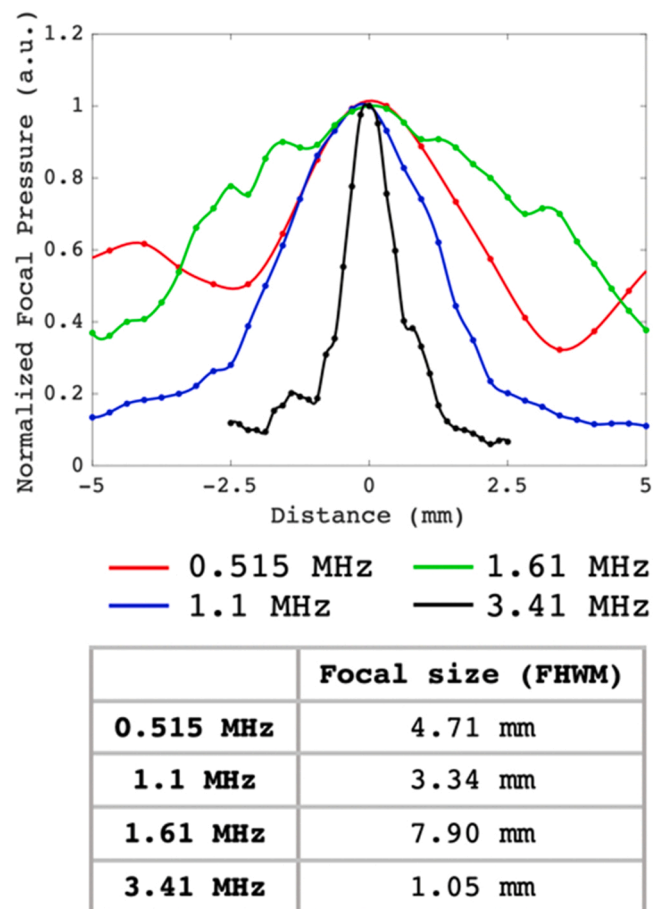 Normalized Focal Pressure (a.u.)
1.2
1
0.8
0.6
0.4
0.2
0
-5 -2.5 0 2.5 5
Distance (mm)
0.515 MHz 1.61 MHz
1.1 MHz 3.41 MHz
Focal size (FHWM)
0.515 MHz 4.71 mm
1.1 MHz 3.34 mm
1.61 MHz 7.90 mm
3.41 MHz 1.05 mm